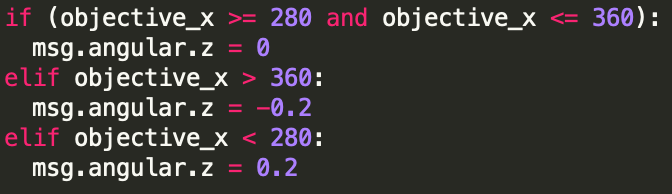 if (objective_x >= 280 and objective_x <= 360):
  msg.angular.z = 0
elif objective_x > 360:
  msg.angular.z = -0.2
elif objective_x < 280:
  msg.angular.z = 0.2